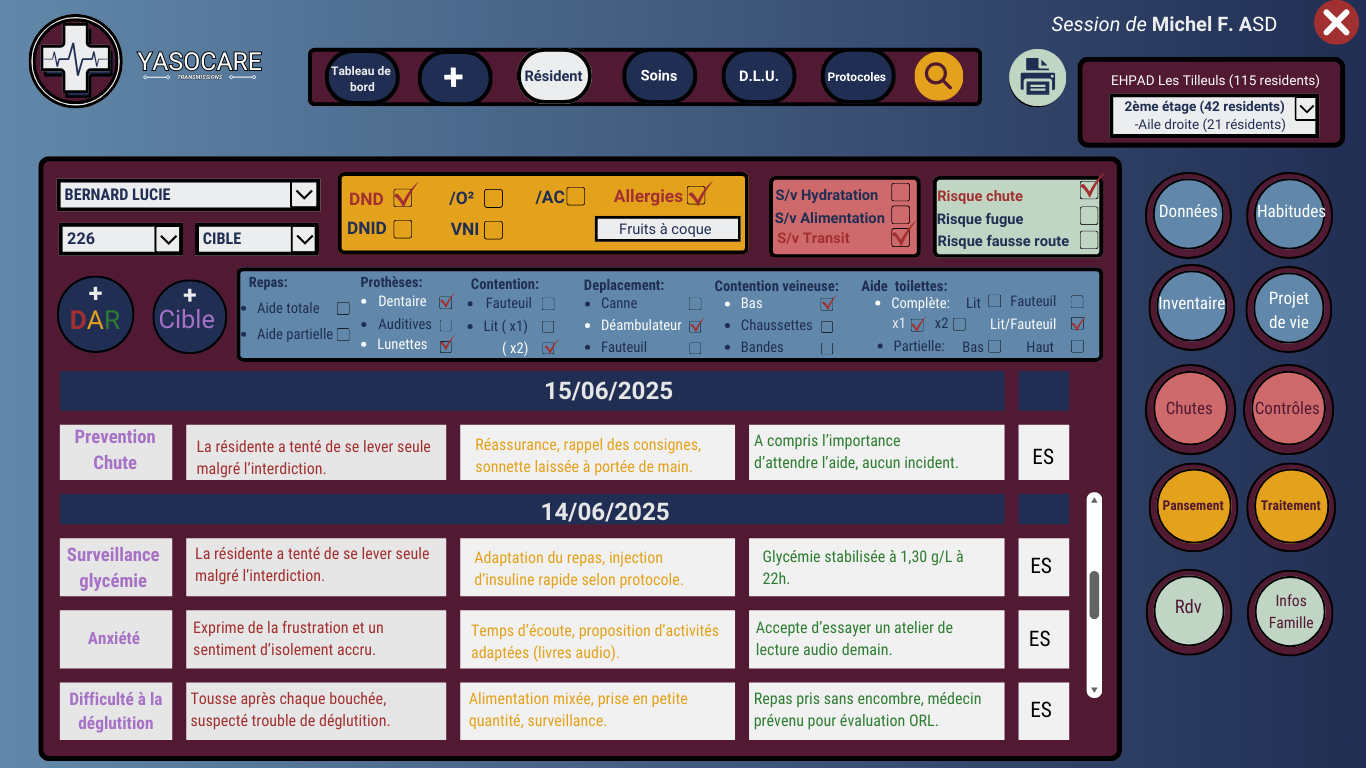 Session de Michel F. ASD
YASOCARE
TRANSMISSIONS
Tableau de
bord
+
Résident
Soins
D.L.U.
Protocoles
EHPAD Les Tilleuls (115 residents)
2ème étage (42 residents)
-Aile droite (21 résidents)
BERNARD LUCIE
226
CIBLE
DND
/O²
/AC
Allergies
DNID
VNI
Fruits à coque
S/v Hydratation
S/v Alimentation
S/v Transit
Risque chute
Risque fugue
Risque fausse route
+
DAR
+
Cible
Repas:
• Aide totale
• Aide partielle
Prothèses:
• Dentaire
• Auditives
• Lunettes
Contention:
• Fauteuil
• Lit ( x1)
( x2)
Deplacement:
• Canne
• Déambulateur
• Fauteuil
Contention veineuse:
• Bas
• Chaussettes
• Bandes
Aide toilettes:
• Complète: Lit Fauteuil
x1 x2 Lit/Fauteuil
• Partielle: Bas Haut
15/06/2025
Prevention
Chute
La résidente a tenté de se lever seule
malgré l’interdiction.
Réassurance, rappel des consignes,
sonnette laissée à portée de main.
A compris l’importance
d’attendre l’aide, aucun incident.
ES
14/06/2025
Surveillance
glycémie
La résidente a tenté de se lever seule
malgré l’interdiction.
Adaptation du repas, injection
d’insuline rapide selon protocole.
Glycémie stabilisée à 1,30 g/L à
22h.
ES
Anxiété
Exprime de la frustration et un
sentiment d’isolement accru.
Temps d’écoute, proposition d’activités
adaptées (livres audio).
Accepte d’essayer un atelier de
lecture audio demain.
ES
Difficulté à la
déglutition
Tousse après chaque bouchée,
suspecté trouble de déglutition.
Alimentation mixée, prise en petite
quantité, surveillance.
Repas pris sans encombre, médecin
prévenu pour évaluation ORL.
ES
Données
Habitudes
Inventaire
Projet
de vie
Chutes
Contrôles
Pansement
Traitement
Rdv
Infos
Famille